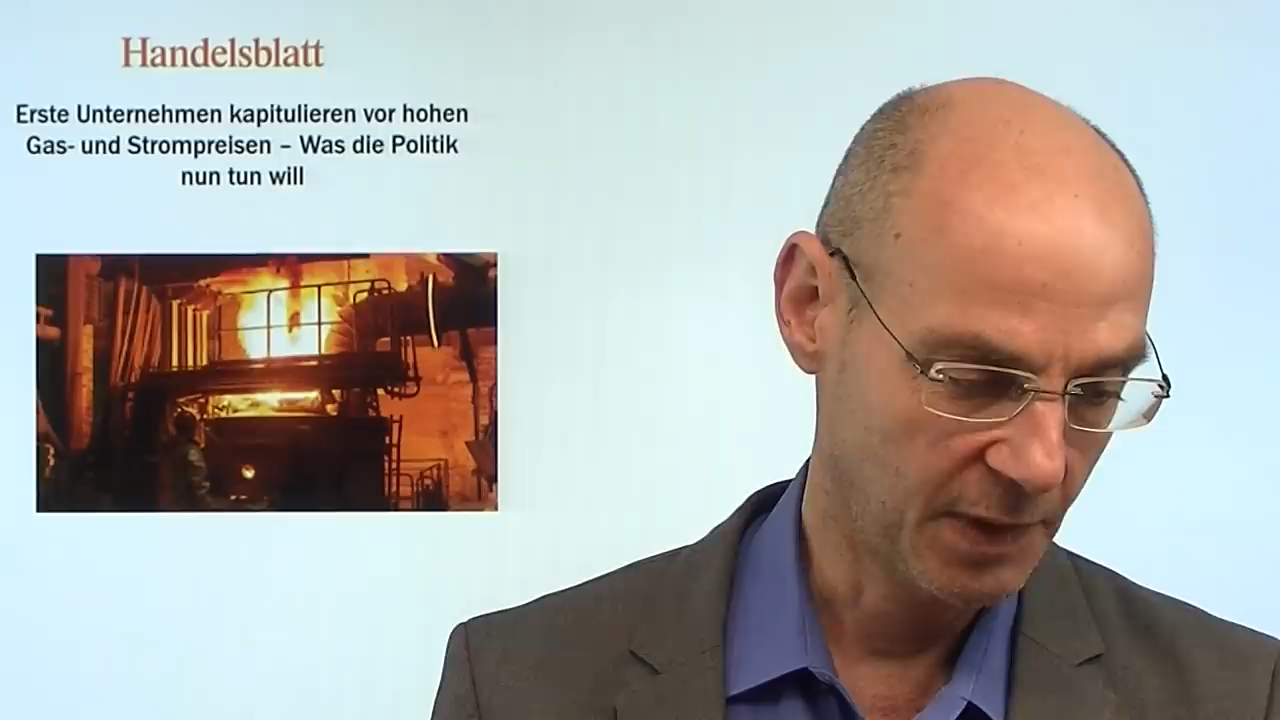 Handelsblatt
Erste Unternehmen kapitulieren vor hohen
Gas- und Strompreisen – Was die Politik
nun tun will